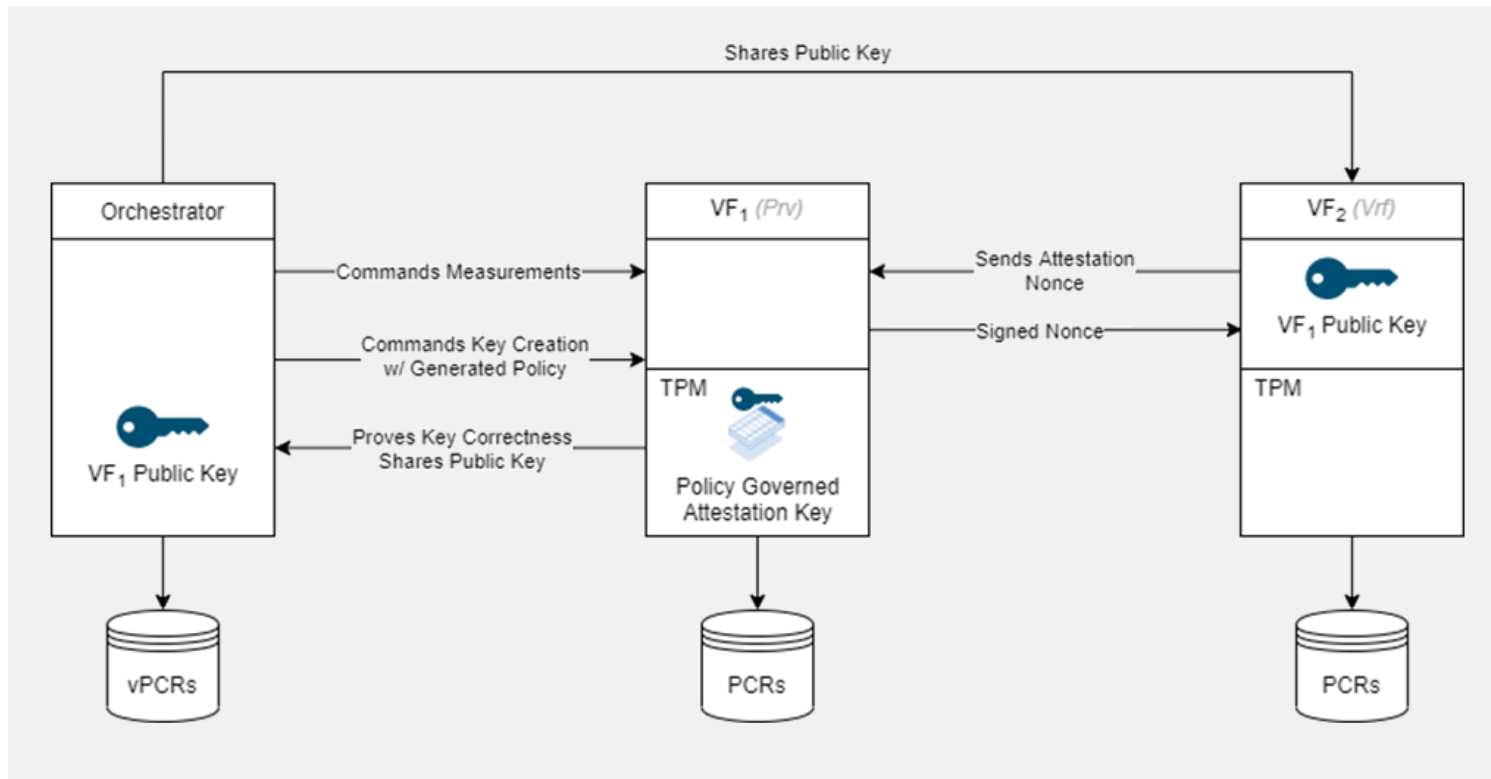 Shares Public Key
Orchestrator
VF₁ (Prv)
VF₂ (Vrf)
Commands Measurements
Sends Attestation
Nonce
VF₁ Public Key
Signed Nonce
Commands Key Creation
w/ Generated Policy
TPM
TPM
Proves Key Correctness
Shares Public Key
VF₁ Public Key
Policy Governed
Attestation Key
vPCRs
PCRs
PCRs